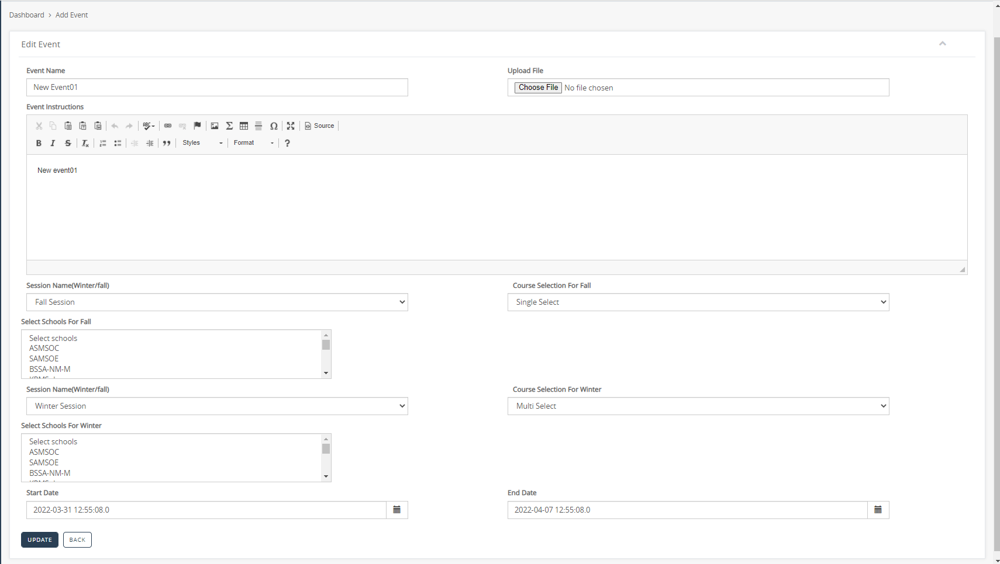 Dashboard > Add Event
Edit Event
Event Name
Upload File
New Event01
Choose File No file chosen
Event Instructions
ABC
Source
B I S Ix Styles Format ?
New event01
Session Name(Winter/fall)
Course Selection For Fall
Fall Session
Single Select
Select Schools For Fall
Select schools
ASMSOC
SAMSOE
BSSA-NM-M
Session Name(Winter/fall)
Course Selection For Winter
Winter Session
Multi Select
Select Schools For Winter
Select schools
ASMSOC
SAMSOE
BSSA-NM-M
Start Date
End Date
2022-03-31 12:55:08.0
2022-04-07 12:55:08.0
UPDATE
BACK